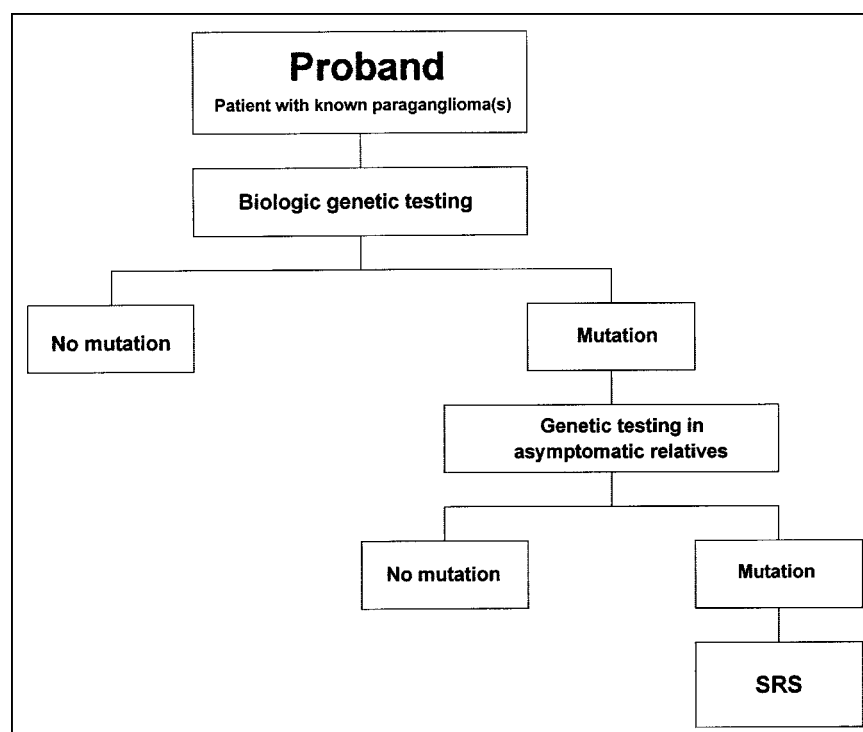 Proband
Patient with known paraganglioma(s)
Biologic genetic testing
No mutation
Mutation
Genetic testing in
asymptomatic relatives
No mutation
Mutation
SRS